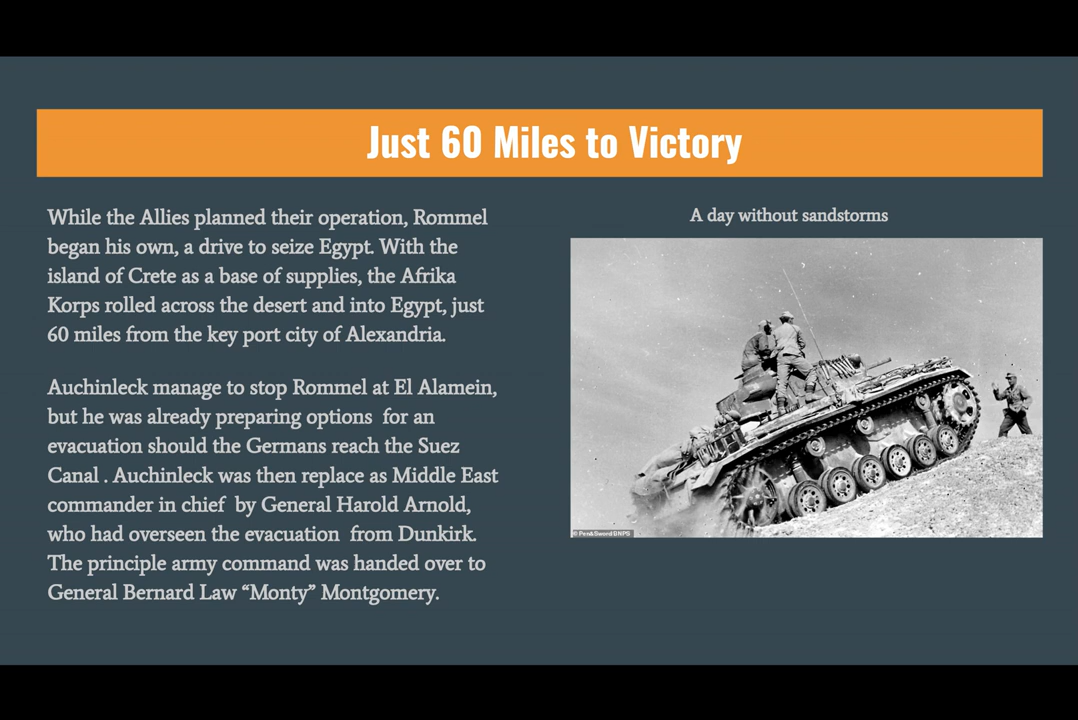 Just 60 Miles to Victory
While the Allies planned their operation, Rommel
began his own, a drive to seize Egypt. With the
island of Crete as a base of supplies, the Afrika
Korps rolled across the desert and into Egypt, just
60 miles from the key port city of Alexandria.
Auchinleck manage to stop Rommel at El Alamein,
but he was already preparing options  for an
evacuation should the Germans reach the Suez
Canal . Auchinleck was then replace as Middle East
commander in chief  by General Harold Arnold,
who had overseen the evacuation  from Dunkirk.
The principle army command was handed over to
General Bernard Law “Monty” Montgomery.
A day without sandstorms
© Pen&Sword/BNPS